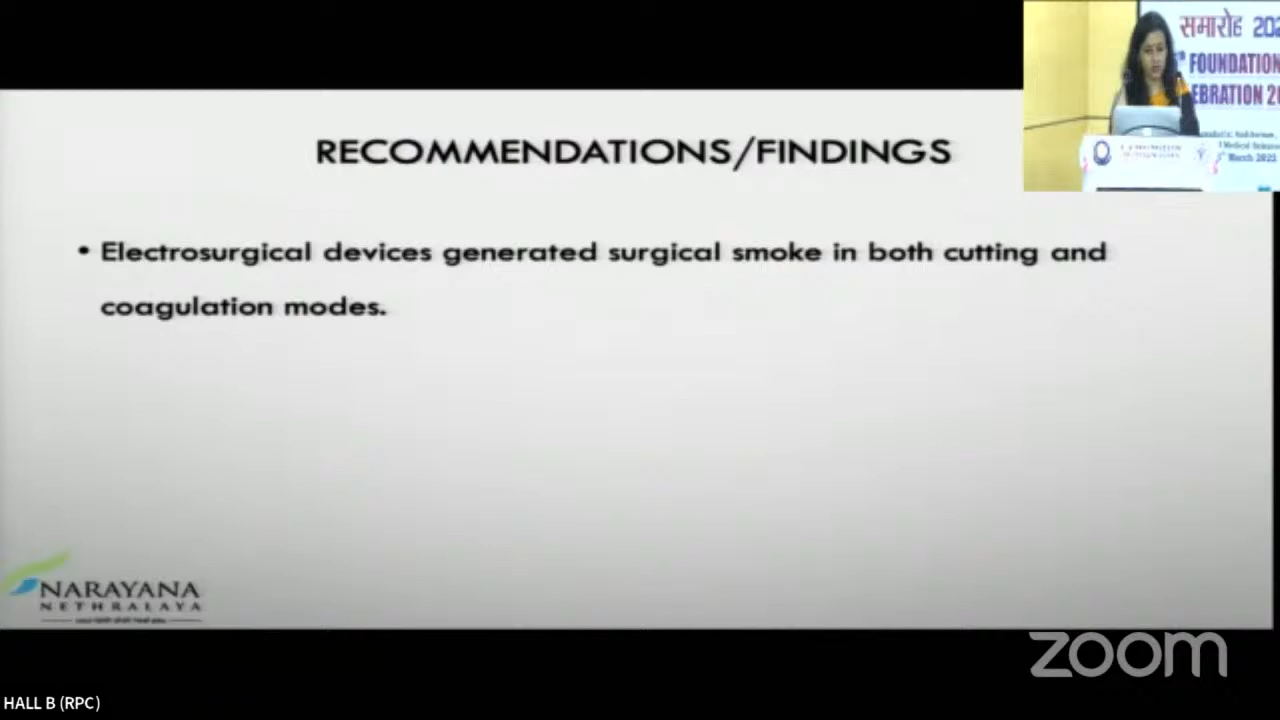 समारोह 202
FOUNDATION
EBRATION 20
March 2022
RECOMMENDATIONS/FINDINGS
• Electrosurgical devices generated surgical smoke in both cutting and
coagulation modes.
NARAYANA
NETHRALAYA
zoom
HALL B (RPC)